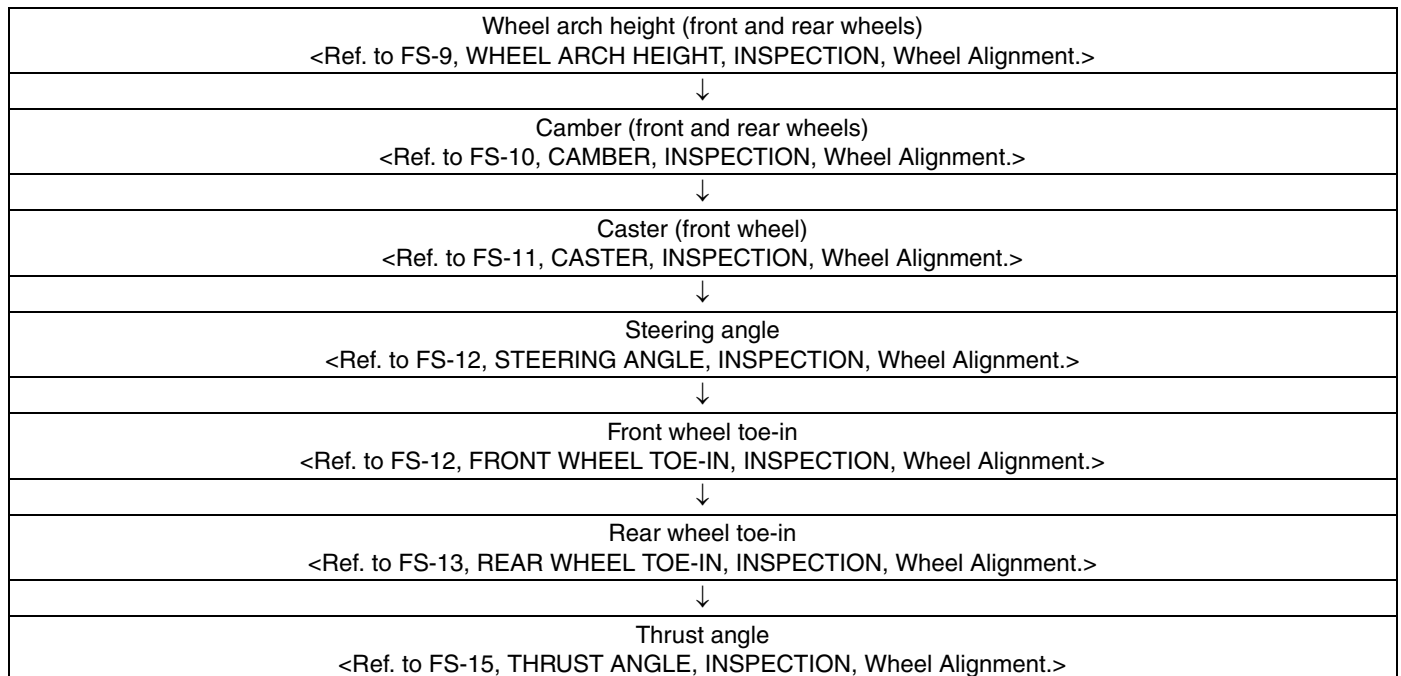 Wheel arch height (front and rear wheels)
<Ref. to FS-9, WHEEL ARCH HEIGHT, INSPECTION, Wheel Alignment.>
↓
Camber (front and rear wheels)
<Ref. to FS-10, CAMBER, INSPECTION, Wheel Alignment.>
↓
Caster (front wheel)
<Ref. to FS-11, CASTER, INSPECTION, Wheel Alignment.>
↓
Steering angle
<Ref. to FS-12, STEERING ANGLE, INSPECTION, Wheel Alignment.>
↓
Front wheel toe-in
<Ref. to FS-12, FRONT WHEEL TOE-IN, INSPECTION, Wheel Alignment.>
↓
Rear wheel toe-in
<Ref. to FS-13, REAR WHEEL TOE-IN, INSPECTION, Wheel Alignment.>
↓
Thrust angle
<Ref. to FS-15, THRUST ANGLE, INSPECTION, Wheel Alignment.>